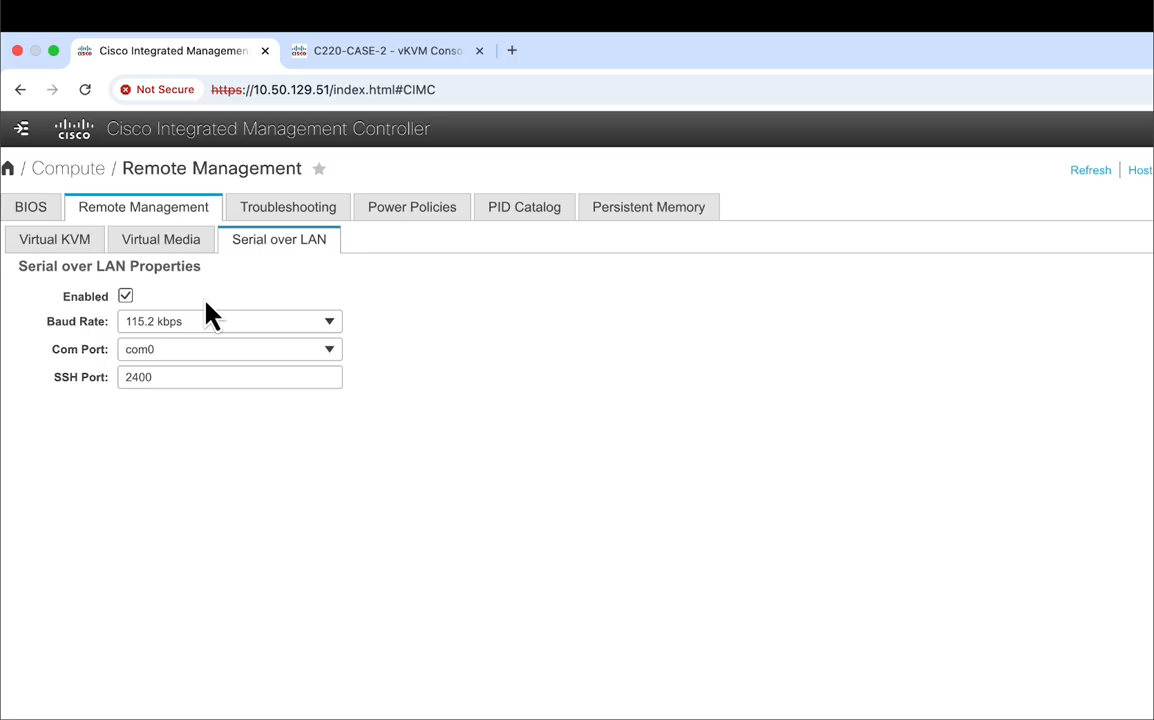 Cisco Integrated Managemen
C220-CASE-2 - vKVM Conso
Not Secure https://10.50.129.51/index.html#CIMC
CISCO Cisco Integrated Management Controller
/ Compute / Remote Management
Refresh | Host
BIOS Remote Management Troubleshooting Power Policies PID Catalog Persistent Memory
Virtual KVM Virtual Media Serial over LAN
Serial over LAN Properties
Enabled
Baud Rate: 115.2 kbps
Com Port: com0
SSH Port: 2400